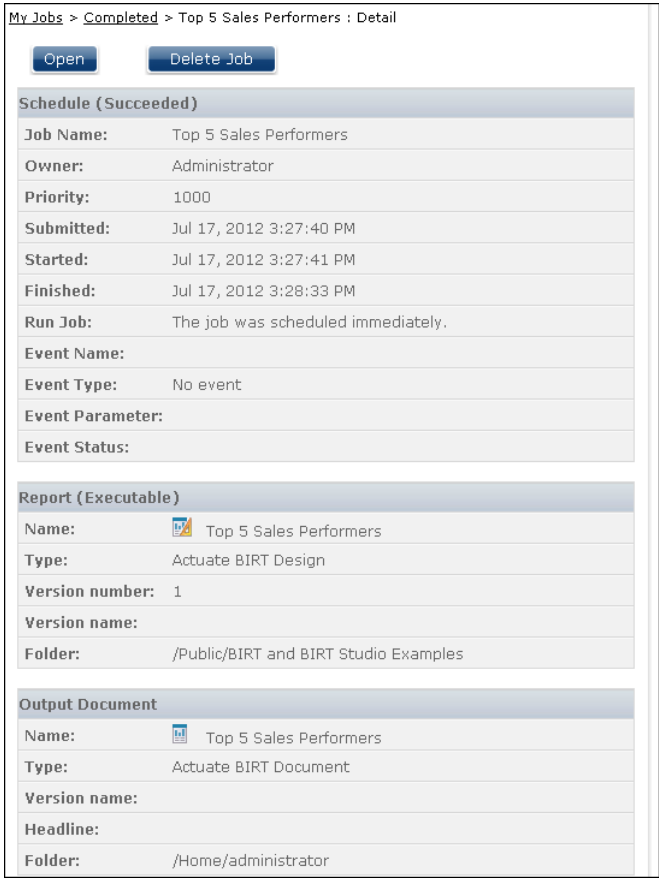 My Jobs > Completed > Top 5 Sales Performers : Detail
Open Delete Job
Schedule (Succeeded)
Job Name: Top 5 Sales Performers
Owner: Administrator
Priority: 1000
Submitted: Jul 17, 2012 3:27:40 PM
Started: Jul 17, 2012 3:27:41 PM
Finished: Jul 17, 2012 3:28:33 PM
Run Job: The job was scheduled immediately.
Event Name:
Event Type: No event
Event Parameter:
Event Status:
Report (Executable)
Name: Top 5 Sales Performers
Type: Actuate BIRT Design
Version number: 1
Version name:
Folder: /Public/BIRT and BIRT Studio Examples
Output Document
Name: Top 5 Sales Performers
Type: Actuate BIRT Document
Version name:
Headline:
Folder: /Home/administrator